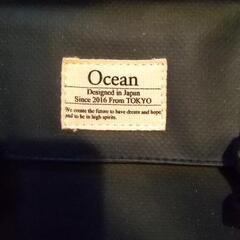 Ocean
Designed in Japan
Since 2016 From TOKYO
We create the future to have dream and hope
and to be in high spirits.